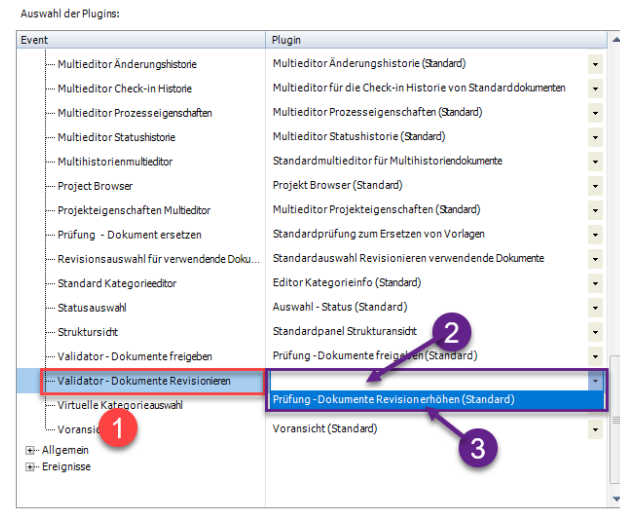 Auswahl der Plugins:
Event Plugin
Multieditor Änderungshistorie Multieditor Änderungshistorie (Standard)
Multieditor Check-in Historie Multieditor für die Check-in Historie von Standarddokumenten
Multieditor Prozesseigenschaften Multieditor Prozesseigenschaften (Standard)
Multieditor Statushistorie Multieditor Statushistorie (Standard)
Multihistorienmultieditor Standardmultieditor für Multihistoriendokumente
Project Browser Projekt Browser (Standard)
Projekteigenschaften Multieditor Multieditor Projekteigenschaften (Standard)
Prüfung - Dokument ersetzen Standardprüfung zum Ersetzen von Vorlagen
Revisionsauswahl für verwendende Doku... Standardauswahl Revisionieren verwendende Dokumente
Standard Kategorieeditor Editor Kategorieinfo (Standard)
Statusauswahl Auswahl - Status (Standard)
Struktursicht Standardpanel Strukturansicht
2
Validator - Dokumente freigeben Prüfung - Dokumente freigeben (Standard)
Validator - Dokumente Revisionieren
Virtuelle Kategorieauswahl Prüfung - Dokumente Revision erhöhen (Standard)
1
Voransicht (Standard)
3
Allgemein
Ereignisse